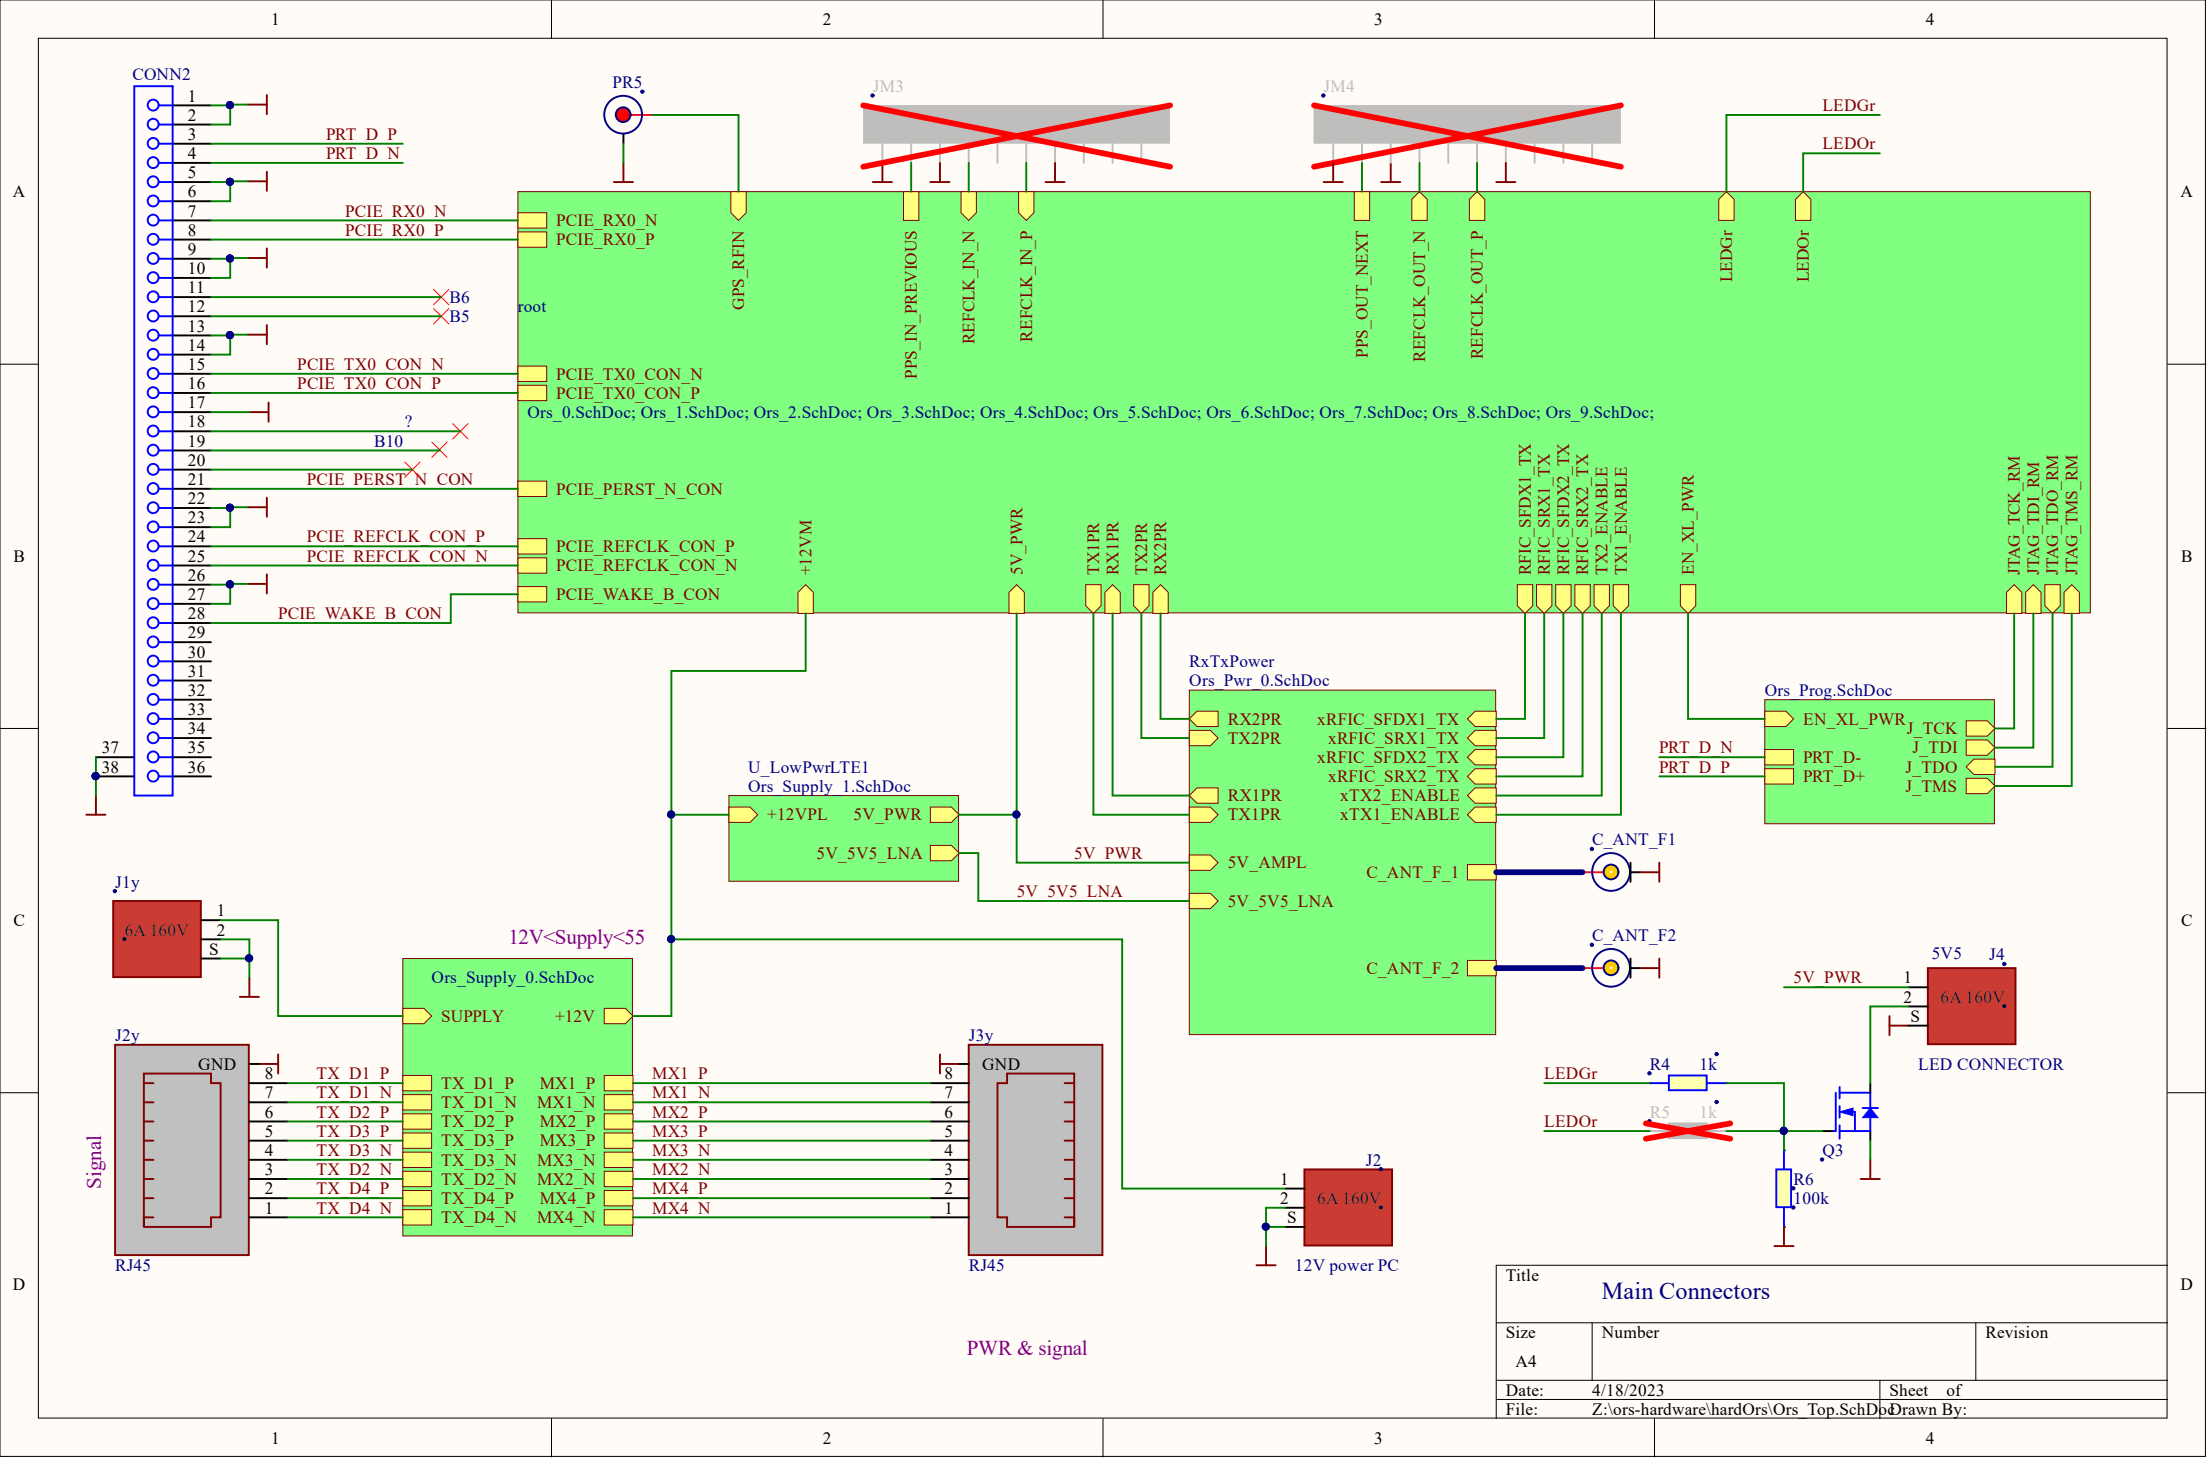 1 2 3 4
A B C D
A B C D
CONN2
1
2
3 PRT_D_P
4 PRT_D_N
5
6
7 PCIE_RX0_N
8 PCIE_RX0_P
9
10
11 B6
12 B5
13
14
15 PCIE_TX0_CON_N
16 PCIE_TX0_CON_P
17
18 ?
19 B10
20
21 PCIE_PERST_N_CON
22
23
24 PCIE_REFCLK_CON_P
25 PCIE_REFCLK_CON_N
26
27
28 PCIE_WAKE_B_CON
29
30
31
32
33
34
37 35
38 36
PR5
JM3
JM4
LEDGr
LEDOr
PCIE_RX0_N
PCIE_RX0_P
root
PCIE_TX0_CON_N
PCIE_TX0_CON_P
Ors_0.SchDoc; Ors_1.SchDoc; Ors_2.SchDoc; Ors_3.SchDoc; Ors_4.SchDoc; Ors_5.SchDoc; Ors_6.SchDoc; Ors_7.SchDoc; Ors_8.SchDoc; Ors_9.SchDoc;
PCIE_PERST_N_CON
PCIE_REFCLK_CON_P
PCIE_REFCLK_CON_N
PCIE_WAKE_B_CON
GPS_RFIN
PPS_IN_PREVIOUS
REFCLK_IN_N
REFCLK_IN_P
PPS_OUT_NEXT
REFCLK_OUT_N
REFCLK_OUT_P
LEDGr
LEDOr
+12VM
5V_PWR
TX1PR
RX1PR
TX2PR
RX2PR
RFIC_SFDX1_TX
RFIC_SRX1_TX
RFIC_SFDX2_TX
RFIC_SRX2_TX
TX2_ENABLE
TX1_ENABLE
EN_XL_PWR
JTAG_TCK_RM
JTAG_TDI_RM
JTAG_TDO_RM
JTAG_TMS_RM
RxTxPower
Ors_Pwr_0.SchDoc
RX2PR xRFIC_SFDX1_TX
TX2PR xRFIC_SRX1_TX
xRFIC_SFDX2_TX
xRFIC_SRX2_TX
RX1PR xTX2_ENABLE
TX1PR xTX1_ENABLE
5V_PWR 5V_AMPL C_ANT_F_1
5V_5V5_LNA 5V_5V5_LNA
C_ANT_F_2
C_ANT_F1
C_ANT_F2
Ors_Prog.SchDoc
EN_XL_PWR J_TCK
PRT_D_N PRT_D- J_TDI
PRT_D_P PRT_D+ J_TDO
J_TMS
U_LowPwrLTE1
Ors_Supply_1.SchDoc
+12VPL 5V_PWR
5V_5V5_LNA
J1y
6A 160V
1
2
S
12V<Supply<55
Ors_Supply_0.SchDoc
SUPPLY +12V
J2y
GND
Signal
8 TX_D1_P TX_D1_P MX1_P MX1_P 8
7 TX_D1_N TX_D1_N MX1_N MX1_N 7
6 TX_D2_P TX_D2_P MX2_P MX2_P 6
5 TX_D3_P TX_D3_P MX3_P MX3_P 5
4 TX_D3_N TX_D3_N MX3_N MX3_N 4
3 TX_D2_N TX_D2_N MX2_N MX2_N 3
2 TX_D4_P TX_D4_P MX4_P MX4_P 2
1 TX_D4_N TX_D4_N MX4_N MX4_N 1
RJ45
J3y
GND
RJ45
J2
1
2
S
6A 160V
12V power PC
5V5 J4
5V_PWR 1
2
S
6A 160V
LED CONNECTOR
LEDGr R4 1k
LEDOr R5 1k
Q3
R6
100k
PWR & signal
Title
Main Connectors
Size Number Revision
A4
Date: 4/18/2023 Sheet of
File: Z:\ors-hardware\hardOrs\Ors_Top.SchDoc Drawn By:
1 2 3 4